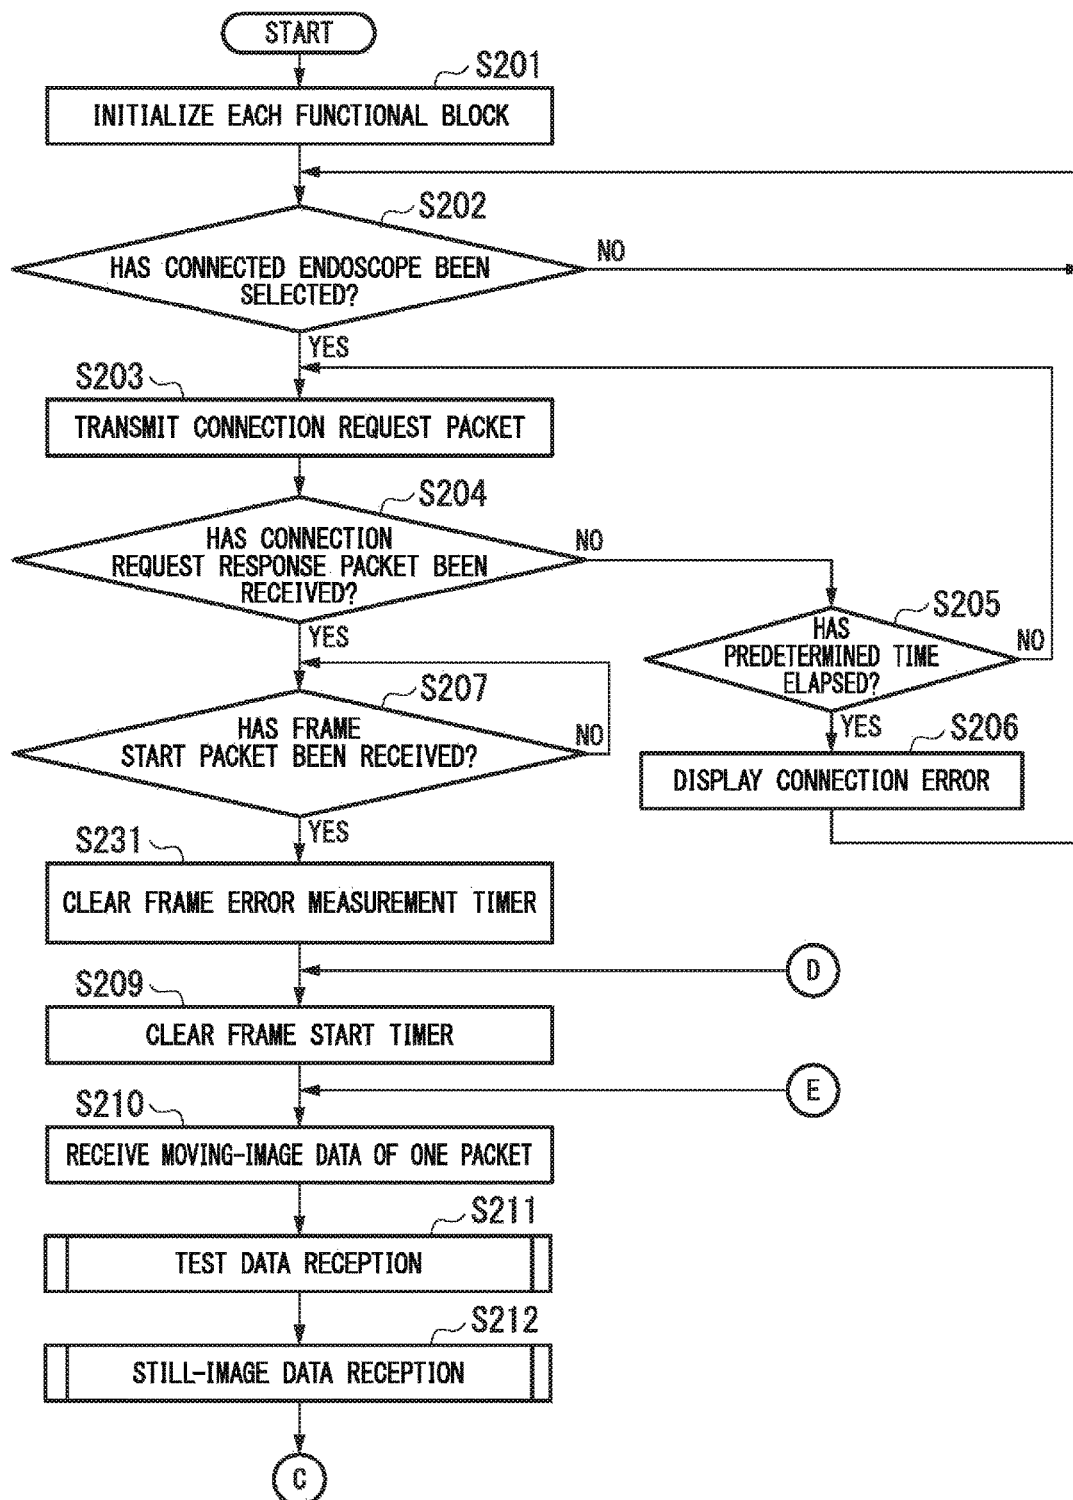 START
S201
INITIALIZE EACH FUNCTIONAL BLOCK
S202
HAS CONNECTED ENDOSCOPE BEEN
SELECTED?
NO
YES
S203
TRANSMIT CONNECTION REQUEST PACKET
S204
HAS CONNECTION
REQUEST RESPONSE PACKET BEEN
RECEIVED?
NO
YES
S205
HAS
PREDETERMINED TIME
ELAPSED?
NO
YES
S206
DISPLAY CONNECTION ERROR
S207
HAS FRAME
START PACKET BEEN RECEIVED?
NO
YES
S231
CLEAR FRAME ERROR MEASUREMENT TIMER
D
S209
CLEAR FRAME START TIMER
E
S210
RECEIVE MOVING-IMAGE DATA OF ONE PACKET
S211
TEST DATA RECEPTION
S212
STILL-IMAGE DATA RECEPTION
C